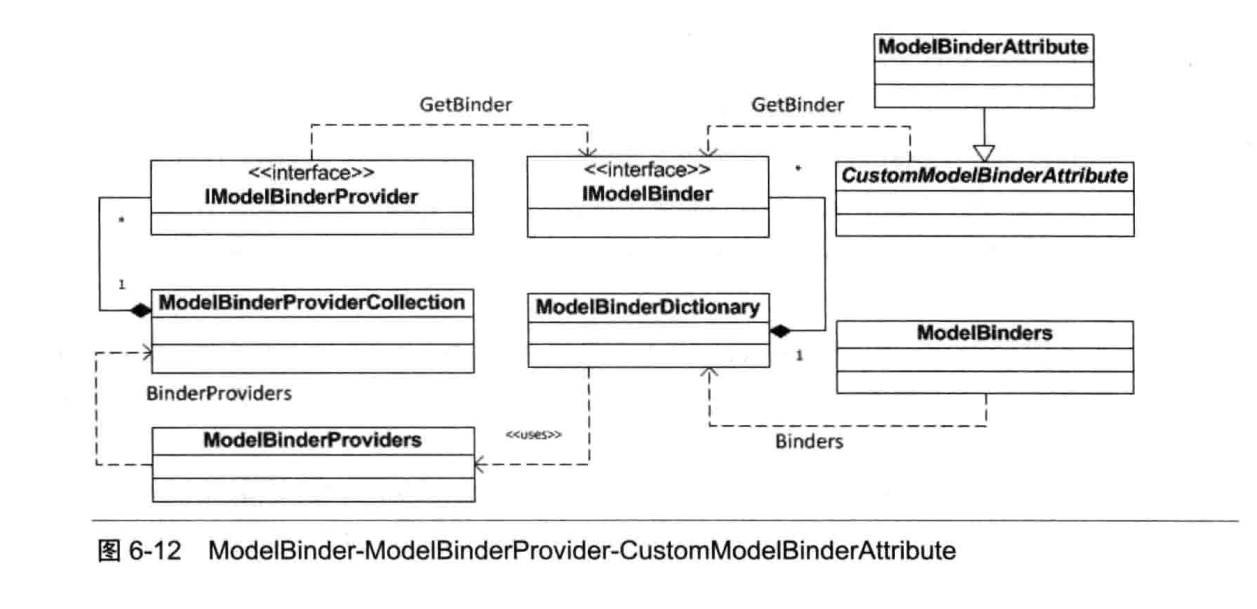 ModelBinderAttribute
GetBinder
GetBinder
<<interface>>
IModelBinderProvider
<<interface>>
IModelBinder
*
CustomModelBinderAttribute
*
1
ModelBinderProviderCollection
ModelBinderDictionary
1
ModelBinders
BinderProviders
ModelBinderProviders
<<uses>>
Binders
图 6-12 ModelBinder-ModelBinderProvider-CustomModelBinderAttribute